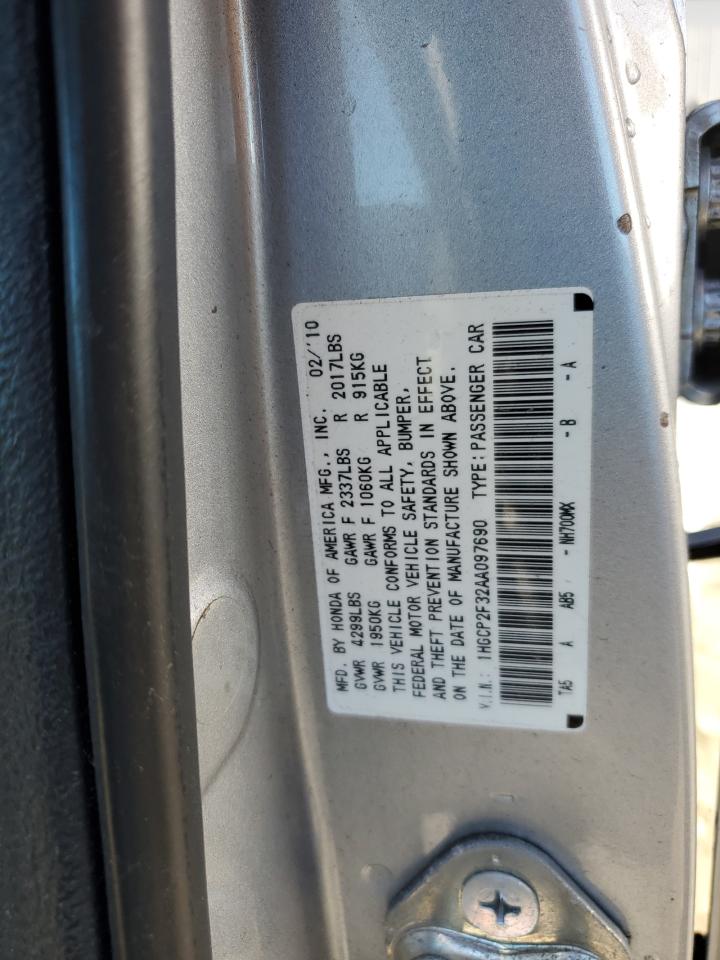 MFD. BY HONDA OF AMERICA MFG., INC. 02/'10
GVWR 4299LBS GAWR F 2337LBS R 2017LBS
GVWR 1950KG GAWR F 1060KG R 915KG
THIS VEHICLE CONFORMS TO ALL APPLICABLE
FEDERAL MOTOR VEHICLE SAFETY, BUMPER,
AND THEFT PREVENTION STANDARDS IN EFFECT
ON THE DATE OF MANUFACTURE SHOWN ABOVE.
V.I.N.: 1HGCP2F32AA097690 TYPE: PASSENGER CAR
TA5 A AB5 - NH700MX - B - A